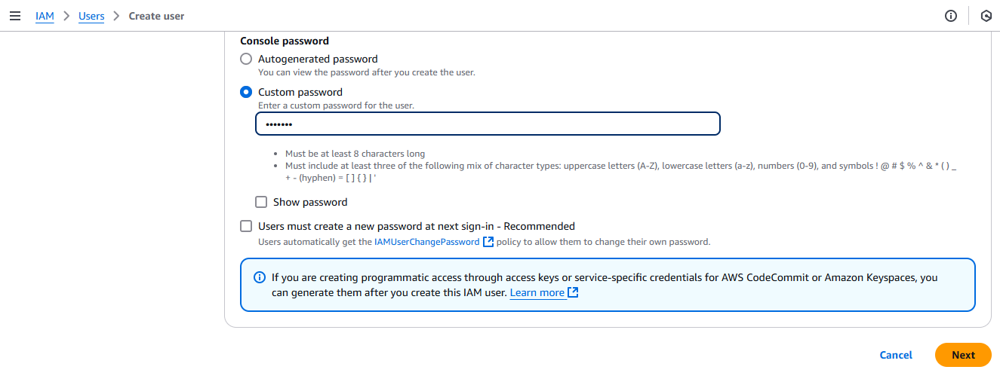 IAM > Users > Create user
Console password
Autogenerated password
You can view the password after you create the user.
Custom password
Enter a custom password for the user.
•••••••
• Must be at least 8 characters long
• Must include at least three of the following mix of character types: uppercase letters (A-Z), lowercase letters (a-z), numbers (0-9), and symbols ! @ # $ % ^ & * ( ) _
+ - (hyphen) = [ ] { } | '
Show password
Users must create a new password at next sign-in - Recommended
Users automatically get the IAMUserChangePassword policy to allow them to change their own password.
If you are creating programmatic access through access keys or service-specific credentials for AWS CodeCommit or Amazon Keyspaces, you
can generate them after you create this IAM user. Learn more
Cancel
Next